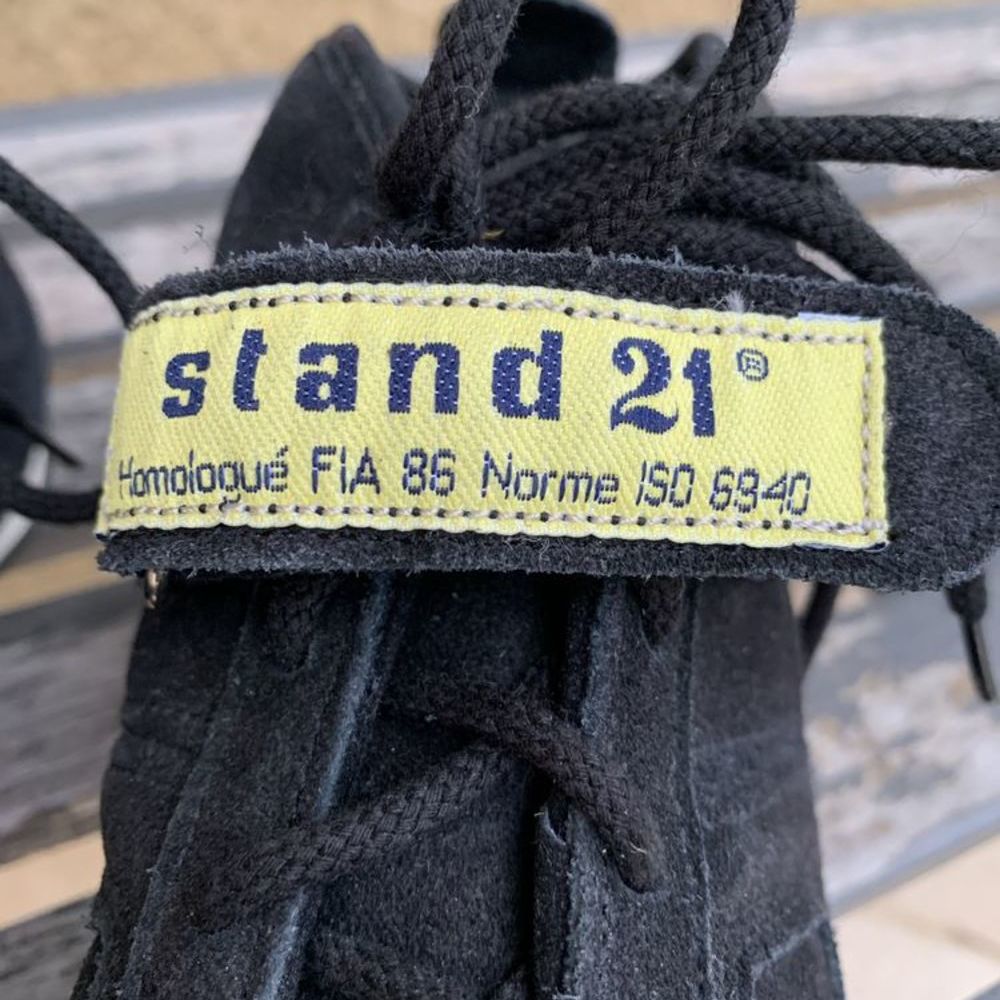 stand 21®
Homologué FIA 86 Norme ISO 6940